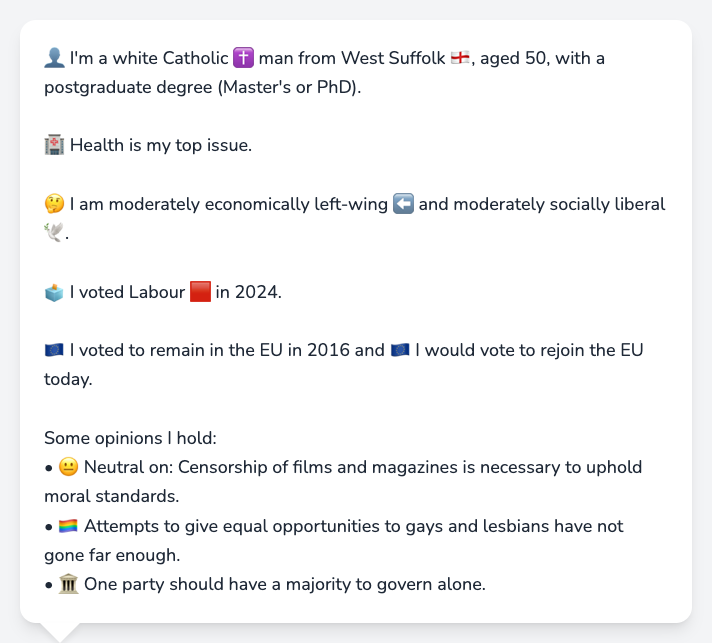 👤 I'm a white Catholic ✝️ man from West Suffolk 🏴󠁧󠁢󠁥󠁮󠁧󠁿, aged 50, with a
postgraduate degree (Master's or PhD).
🏥 Health is my top issue.
🤔 I am moderately economically left-wing ⬅️ and moderately socially liberal
🕊️.
🗳️ I voted Labour 🟥 in 2024.
🇪🇺 I voted to remain in the EU in 2016 and 🇪🇺 I would vote to rejoin the EU
today.
Some opinions I hold:
• 😐 Neutral on: Censorship of films and magazines is necessary to uphold
moral standards.
• 🏳️‍🌈 Attempts to give equal opportunities to gays and lesbians have not
gone far enough.
• 🏛️ One party should have a majority to govern alone.